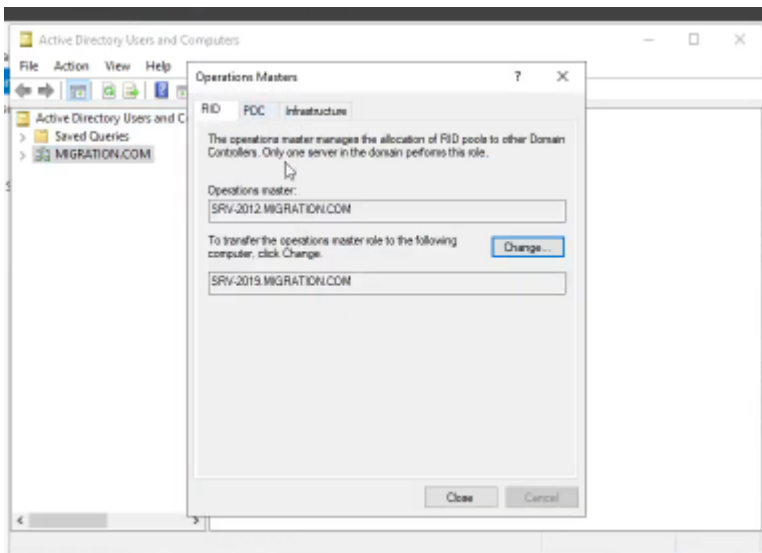 Active Directory Users and Computers
File Action View Help
Active Directory Users and C
Saved Queries
MIGRATION.COM
Operations Masters
RID PDC Infrastructure
The operations master manages the allocation of RID pools to other Domain
Controllers. Only one server in the domain performs this role.
Operations master:
SRV-2012.MIGRATION.COM
To transfer the operations master role to the following
computer, click Change.
Change...
SRV-2019.MIGRATION.COM
Close Cancel